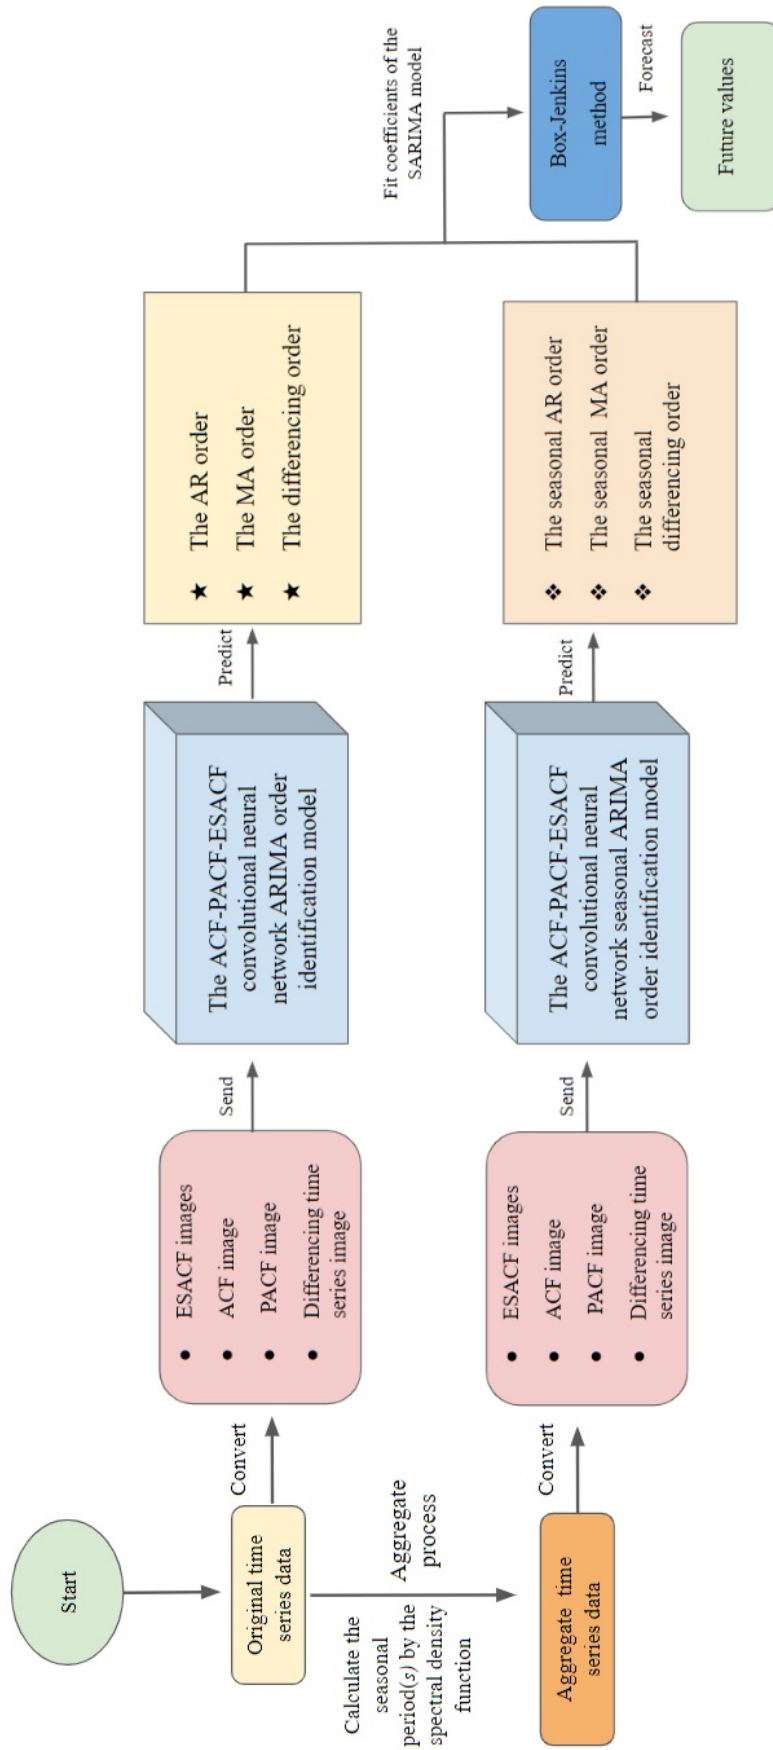 Start
Original time
series data
Convert
● ESACF images
● ACF image
● PACF image
● Differencing time
series image
Send
The ACF-PACF-ESACF
convolutional neural
network ARIMA order
identification model
Predict
★ The AR order
★ The MA order
★ The differencing order
Calculate the
seasonal
period(s) by the
spectral density
function
Aggregate
process
Aggregate time
series data
Convert
● ESACF images
● ACF image
● PACF image
● Differencing time
series image
Send
The ACF-PACF-ESACF
convolutional neural
network seasonal ARIMA
order identification model
Predict
❖ The seasonal AR order
❖ The seasonal MA order
❖ The seasonal
differencing order
Fit coefficients of the
SARIMA model
Box-Jenkins
method
Forecast
Future values